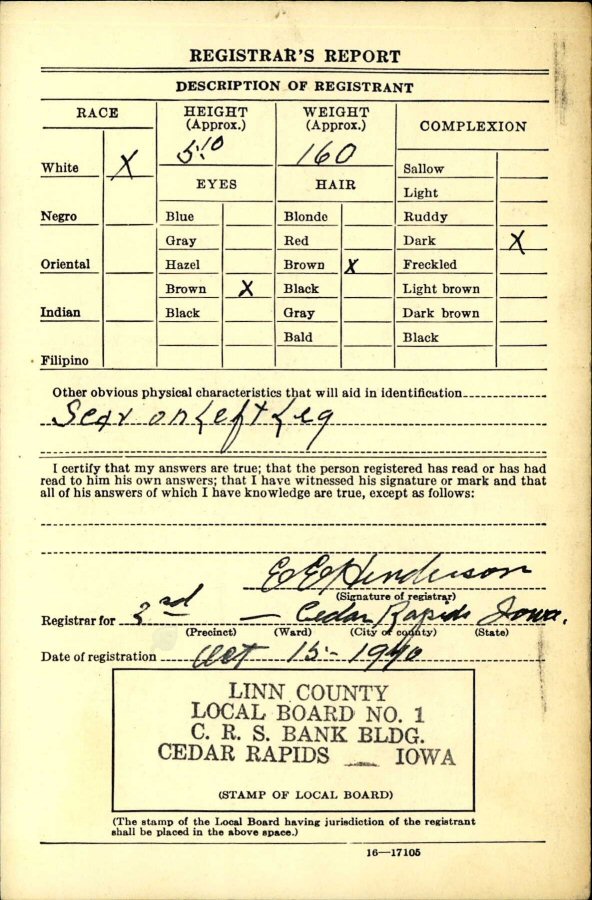 REGISTRAR'S REPORT
DESCRIPTION OF REGISTRANT
RACE
HEIGHT (Approx.)
WEIGHT (Approx.)
COMPLEXION
5'10
160
White X
EYES
HAIR
Sallow
Light
Negro
Blue
Blonde
Ruddy
Gray
Red
Dark X
Oriental
Hazel
Brown X
Freckled
Brown X
Black
Light brown
Indian
Black
Gray
Dark brown
Bald
Black
Filipino
Other obvious physical characteristics that will aid in identification
Scar on Left Leg
I certify that my answers are true; that the person registered has read or has had
read to him his own answers; that I have witnessed his signature or mark and that
all of his answers of which I have knowledge are true, except as follows:
E E Henderson
(Signature of registrar)
Registrar for 3rd — Cedar Rapids Iowa.
(Precinct) (Ward) (City or county) (State)
Date of registration Oct 15 - 1940
LINN COUNTY
LOCAL BOARD NO. 1
C. R. S. BANK BLDG.
CEDAR RAPIDS IOWA
(STAMP OF LOCAL BOARD)
(The stamp of the Local Board having jurisdiction of the registrant
shall be placed in the above space.)
16—17105